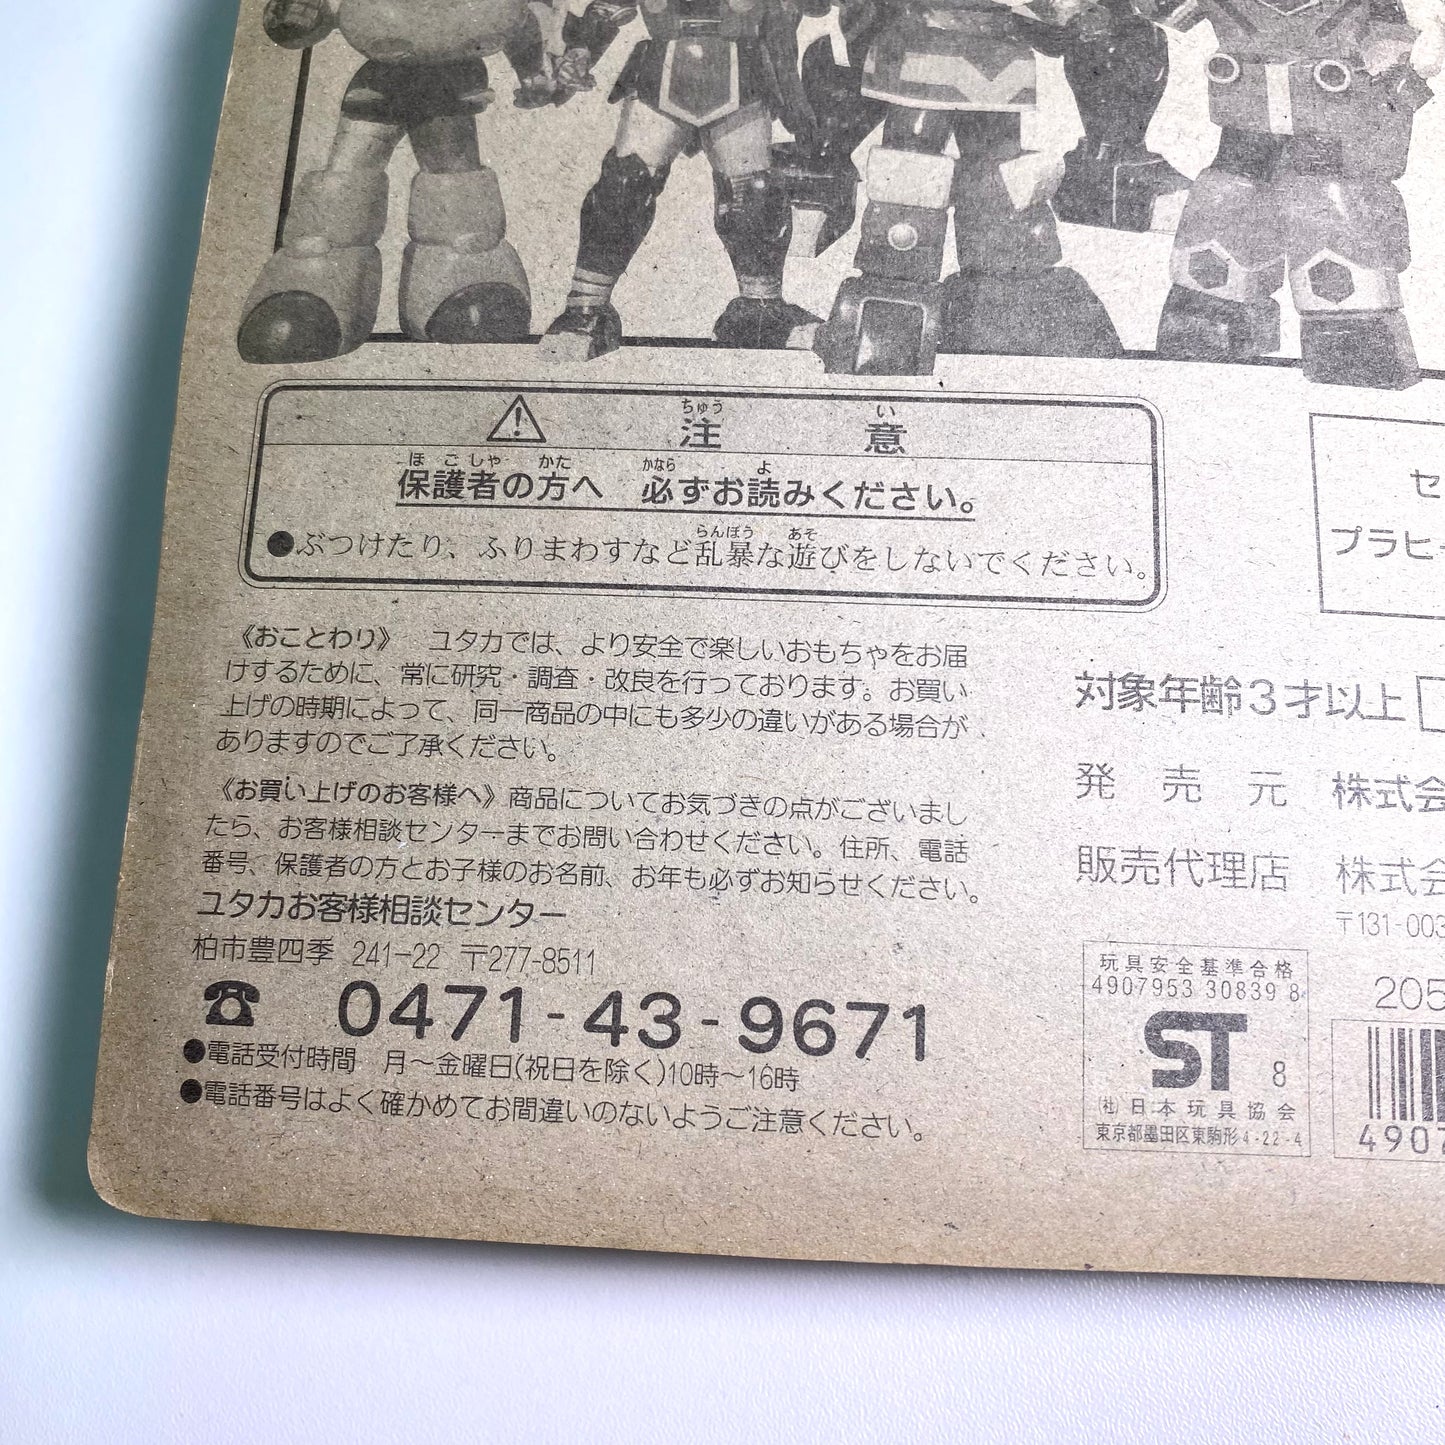 注意
保護者の方へ 必ずお読みください。
●ぶつけたり、ふりまわすなど乱暴な遊びをしないでください。
《おことわり》 ユタカでは、より安全で楽しいおもちゃをお届
けするために、常に研究・調査・改良を行っております。お買い
上げの時期によって、同一商品の中にも多少の違いがある場合が
ありますのでご了承ください。
《お買い上げのお客様へ》商品についてお気づきの点がございまし
たら、お客様相談センターまでお問い合わせください。住所、電話
番号、保護者の方とお子様のお名前、お年も必ずお知らせください。
ユタカお客様相談センター
柏市豊四季 241-22 〒277-8511
☎ 0471-43-9671
●電話受付時間 月〜金曜日(祝日を除く)10時〜16時
●電話番号はよく確かめてお間違いのないようご注意ください。
セ
プラヒ
対象年齢3才以上
発売元 株式会
販売代理店 株式会
〒131-003
玩具安全基準合格
4907953 30839 8
ST 8
(社)日本玩具協会
東京都墨田区東駒形4-22-4
205
4907